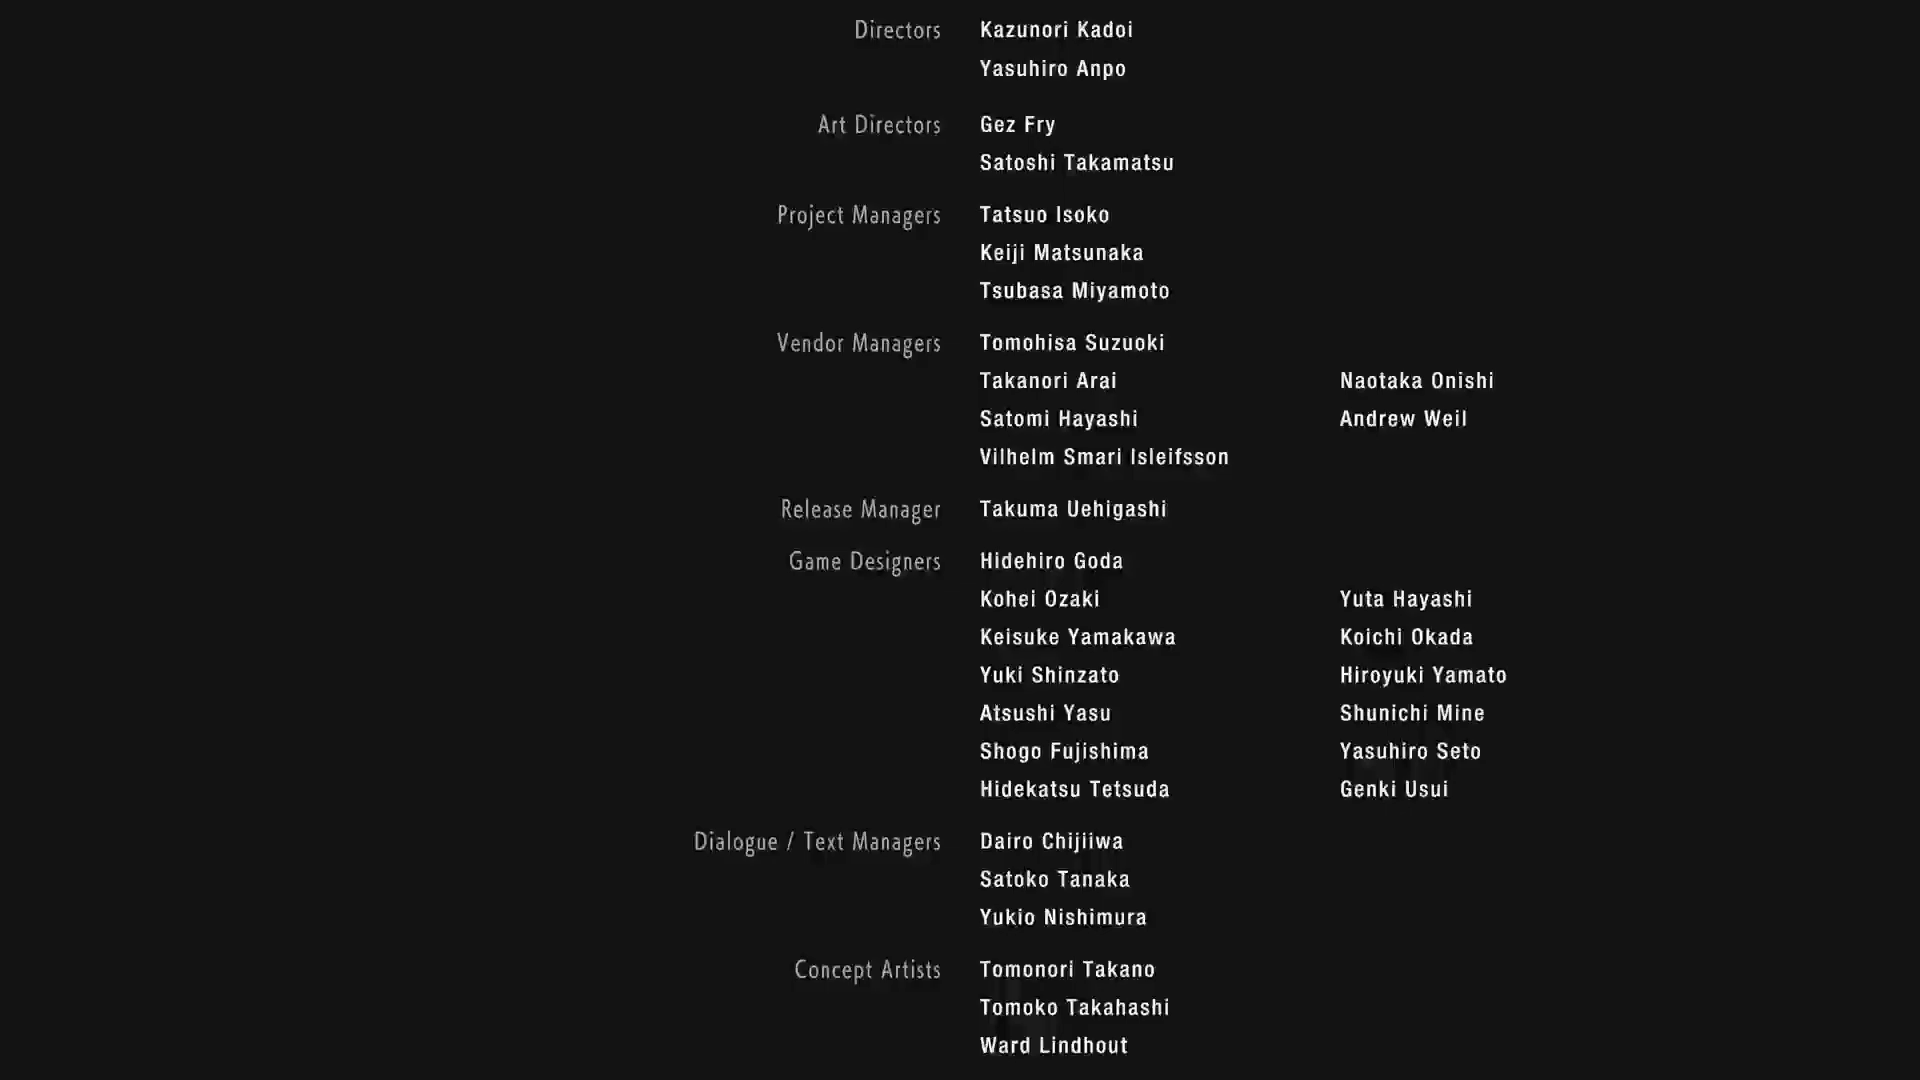 Directors Kazunori Kadoi
Yasuhiro Anpo
Art Directors Gez Fry
Satoshi Takamatsu
Project Managers Tatsuo Isoko
Keiji Matsunaka
Tsubasa Miyamoto
Vendor Managers Tomohisa Suzuoki
Takanori Arai Naotaka Onishi
Satomi Hayashi Andrew Weil
Vilhelm Smari Isleifsson
Release Manager Takuma Uehigashi
Game Designers Hidehiro Goda
Kohei Ozaki Yuta Hayashi
Keisuke Yamakawa Koichi Okada
Yuki Shinzato Hiroyuki Yamato
Atsushi Yasu Shunichi Mine
Shogo Fujishima Yasuhiro Seto
Hidekatsu Tetsuda Genki Usui
Dialogue / Text Managers Dairo Chijiiwa
Satoko Tanaka
Yukio Nishimura
Concept Artists Tomonori Takano
Tomoko Takahashi
Ward Lindhout